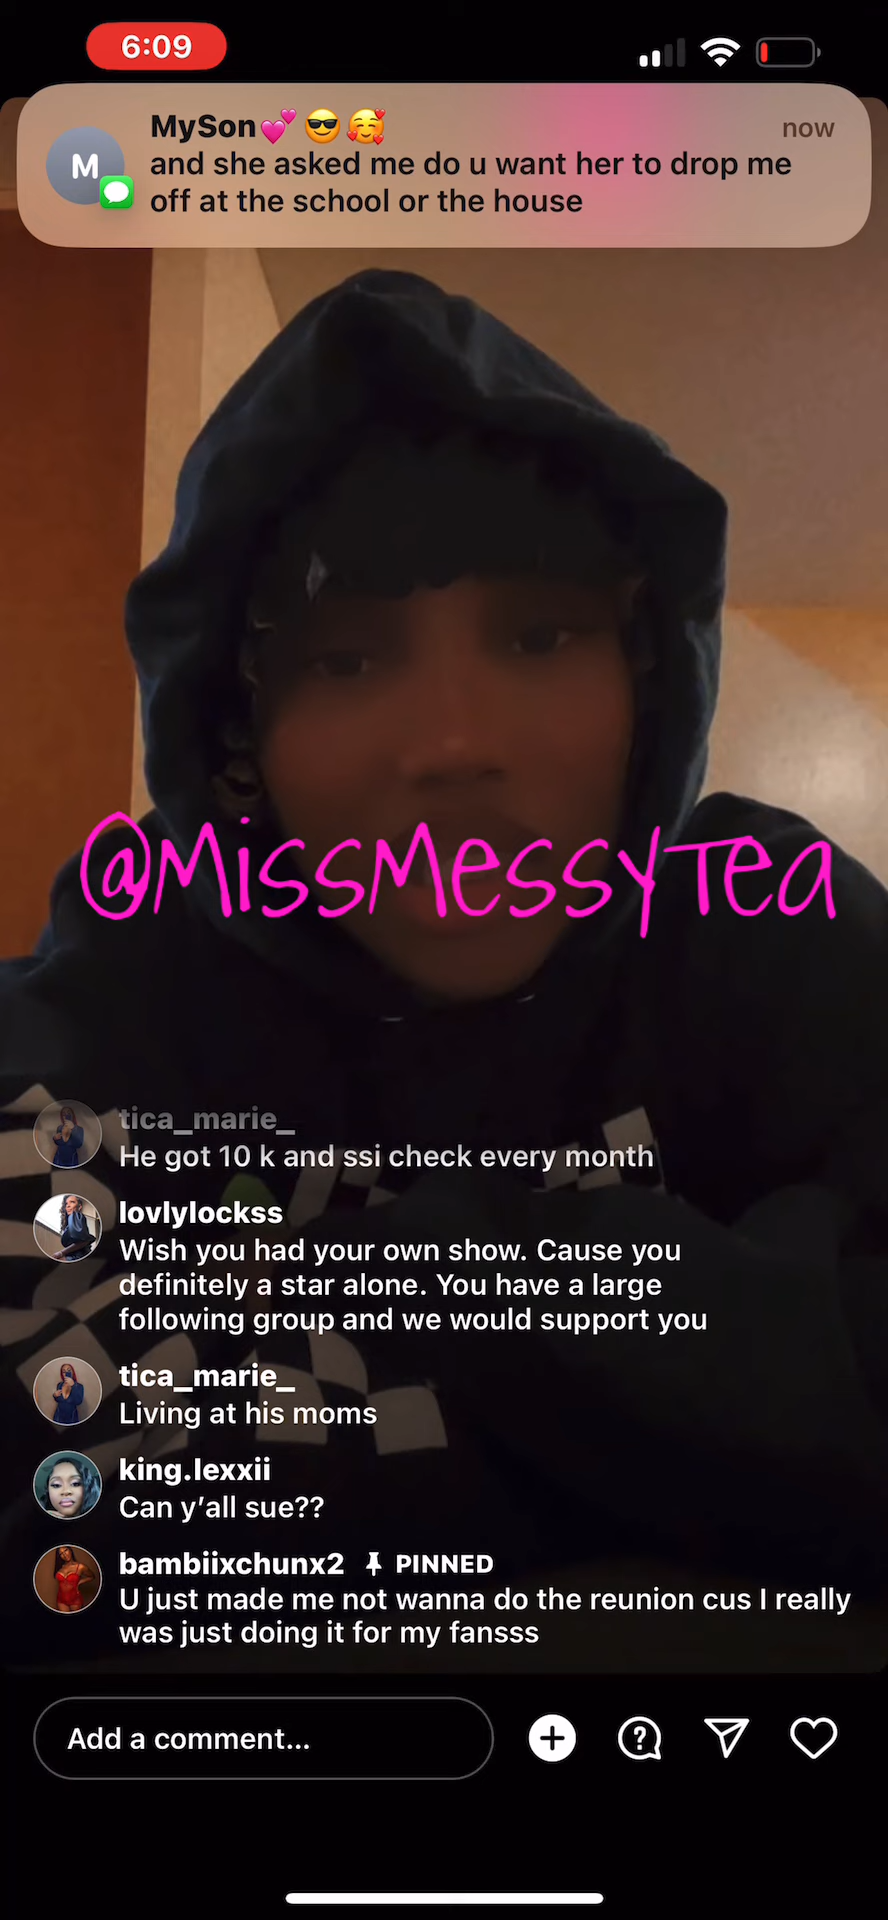 6:09
MySon💕😎🥰
now
and she asked me do u want her to drop me
off at the school or the house
M
@MissMessyTea
tica_marie_
He got 10 k and ssi check every month
lovlylockss
Wish you had your own show. Cause you
definitely a star alone. You have a large
following group and we would support you
tica_marie_
Living at his moms
king.lexxii
Can y’all sue??
bambiixchunx2 PINNED
U just made me not wanna do the reunion cus I really
was just doing it for my fansss
Add a comment...